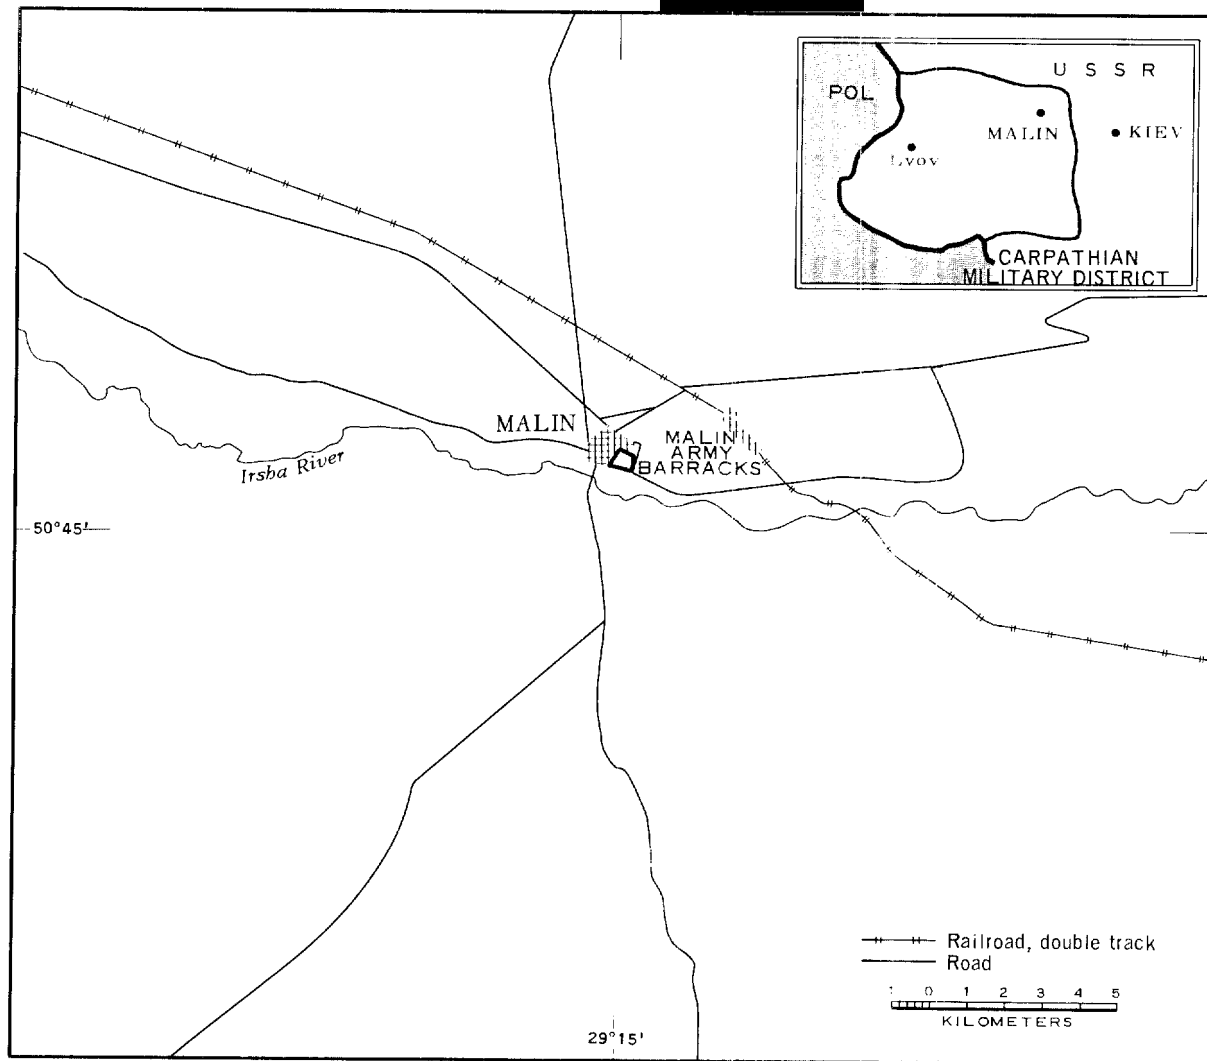 U S S R
POL
MALIN
KIEV
Lvov
CARPATHIAN
MILITARY DISTRICT
MALIN
MALIN
ARMY
BARRACKS
Irsha River
50°45'
Railroad, double track
Road
1 0 1 2 3 4 5
KILOMETERS
29°15'